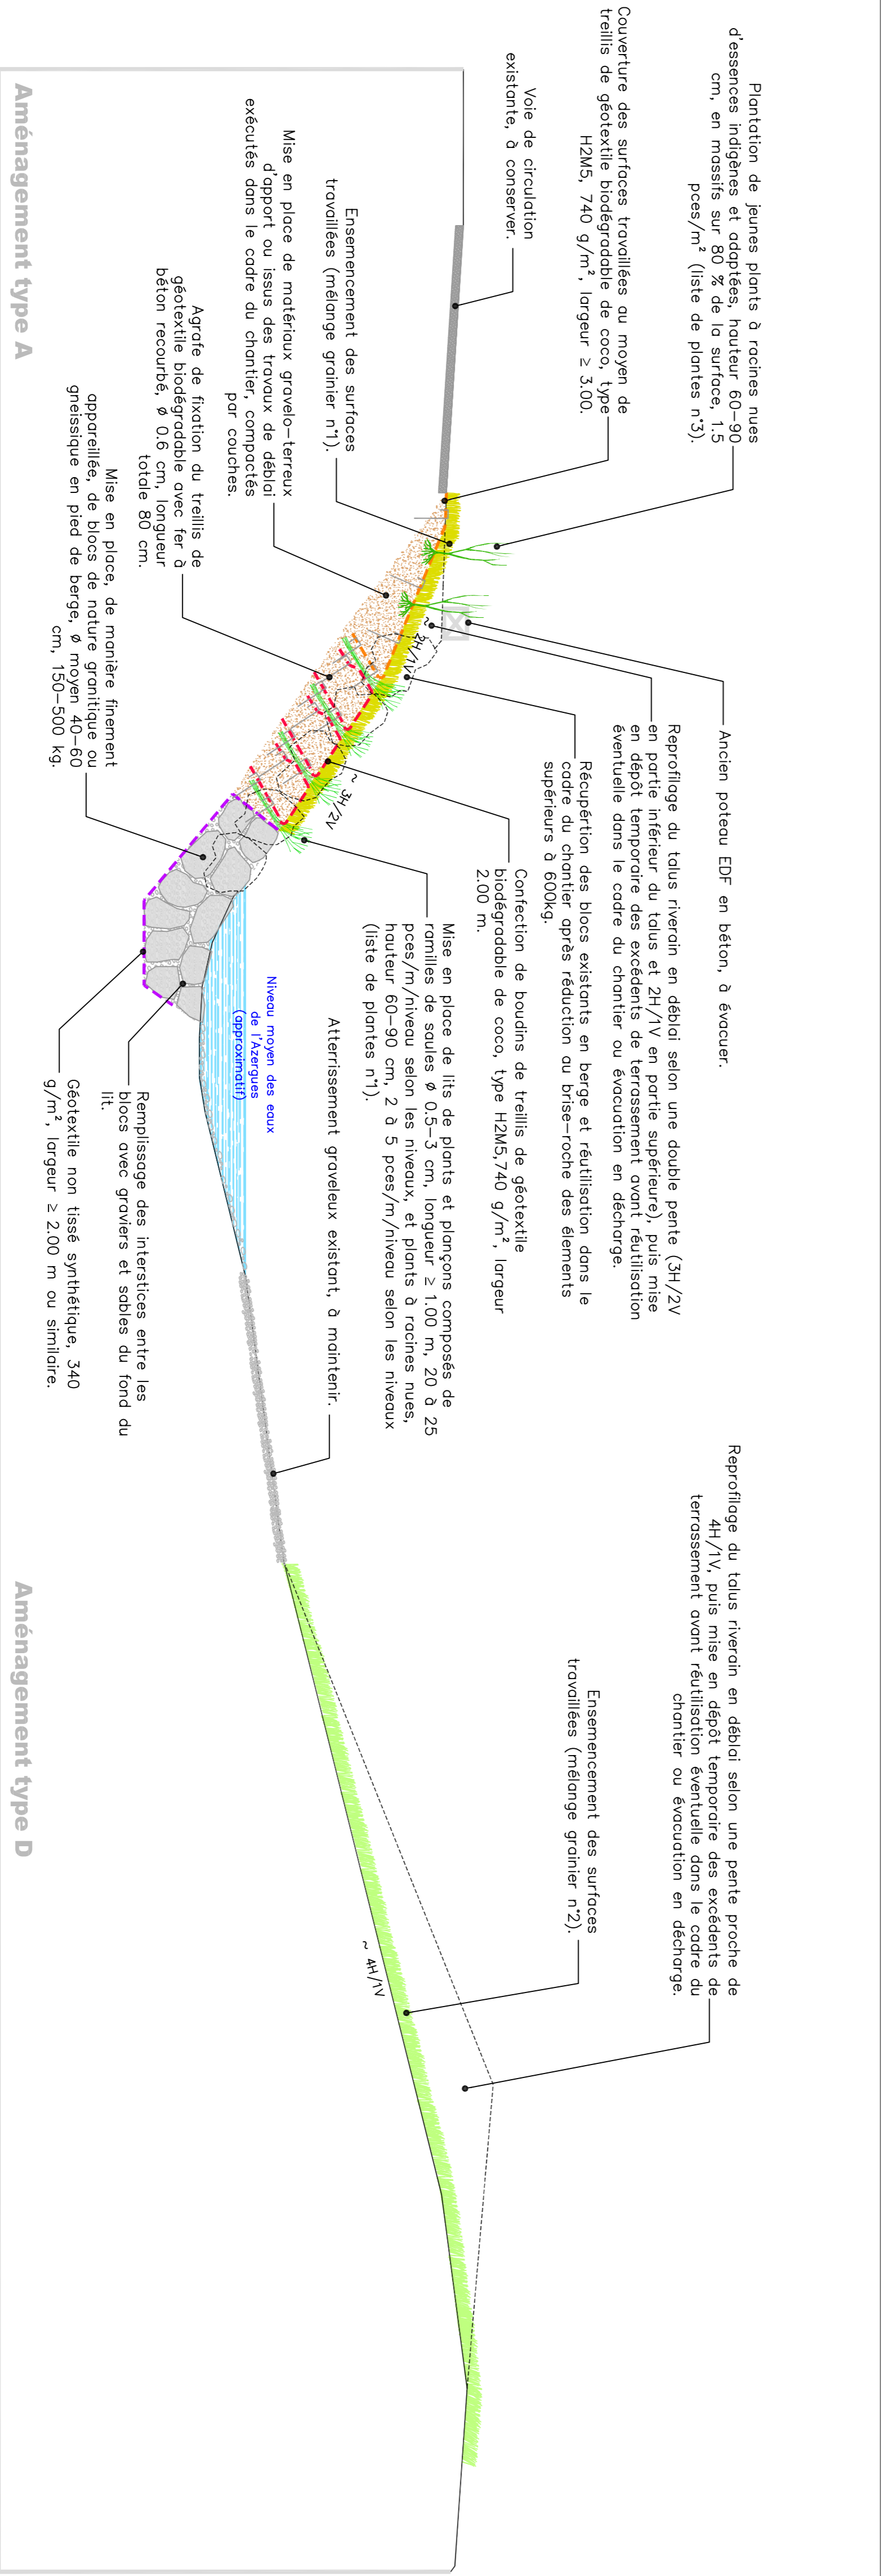 Plantation de jeunes plants à racines nues
d'essences indigènes et adaptées, hauteur 60-90
cm, en massifs sur 80 % de la surface, 1.5
pces/m² (liste de plantes n°3).
Couverture des surfaces travaillées au moyen de
treillis de géotextile biodégradable de coco, type
H2M5, 740 g/m², largeur ≥ 3.00.
Voie de circulation
existante, à conserver.
Ensemencement des surfaces
travaillées (mélange grainier n°1).
Mise en place de matériaux gravelo-terreux
d'apport ou issus des travaux de déblai
exécutés dans le cadre du chantier, compactés
par couches.
Agrafe de fixation du treillis de
géotextile biodégradable avec fer à
béton recourbé, Ø 0.6 cm, longueur
totale 80 cm.
Mise en place, de manière finement
appareillée, de blocs de nature granitique ou
gneissique en pied de berge, Ø moyen 40-60
cm, 150-500 kg.
Ancien poteau EDF en béton, à évacuer.
Reprofilage du talus riverain en déblai selon une double pente (3H/2V
en partie inférieur du talus et 2H/1V en partie supérieure), puis mise
en dépôt temporaire des excédents de terrassement avant réutilisation
éventuelle dans le cadre du chantier ou évacuation en décharge.
Récupértion des blocs existants en berge et réutilisation dans le
cadre du chantier après réduction au brise-roche des élements
supérieurs à 600kg.
Confection de boudins de treillis de géotextile
biodégradable de coco, type H2M5,740 g/m², largeur
2.00 m.
Mise en place de lits de plants et plançons composés de
ramilles de saules Ø 0.5-3 cm, longueur ≥ 1.00 m, 20 à 25
pces/m/niveau selon les niveaux, et plants à racines nues,
hauteur 60-90 cm, 2 à 5 pces/m/niveau selon les niveaux
(liste de plantes n°1).
~ 2H/1V
~ 3H/2V
Niveau moyen des eaux
de l'Azergues
(approximatif)
Atterrissement graveleux existant, à maintenir.
Remplissage des interstices entre les
blocs avec graviers et sables du fond du
lit.
Géotextile non tissé synthétique, 340
g/m², largeur ≥ 2.00 m ou similaire.
Reprofilage du talus riverain en déblai selon une pente proche de
4H/1V, puis mise en dépôt temporaire des excédents de
terrassement avant réutilisation éventuelle dans le cadre du
chantier ou évacuation en décharge.
Ensemencement des surfaces
travaillées (mélange grainier n°2).
~ 4H/1V
Aménagement type A
Aménagement type D